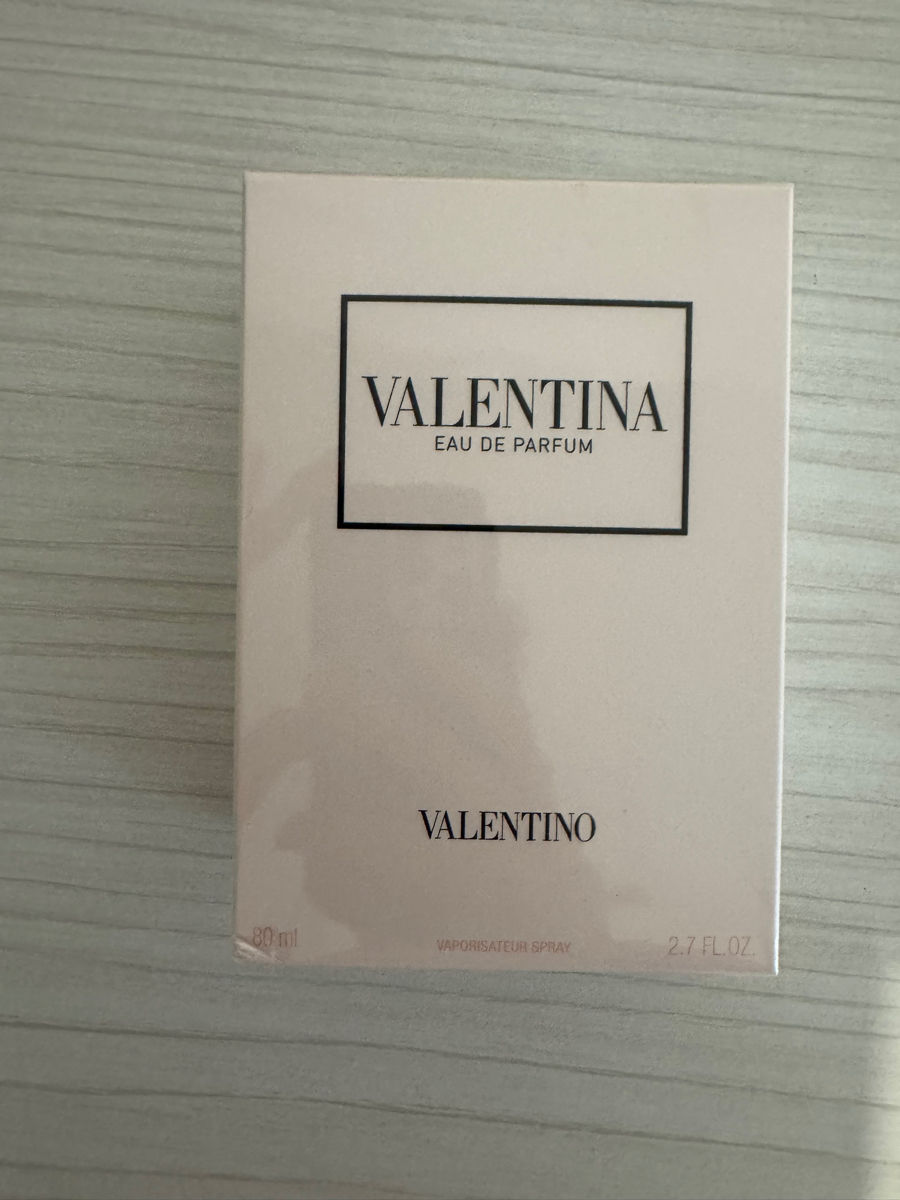 VALENTINA
EAU DE PARFUM
VALENTINO
80 ml
VAPORISATEUR SPRAY
2.7 FL.OZ.